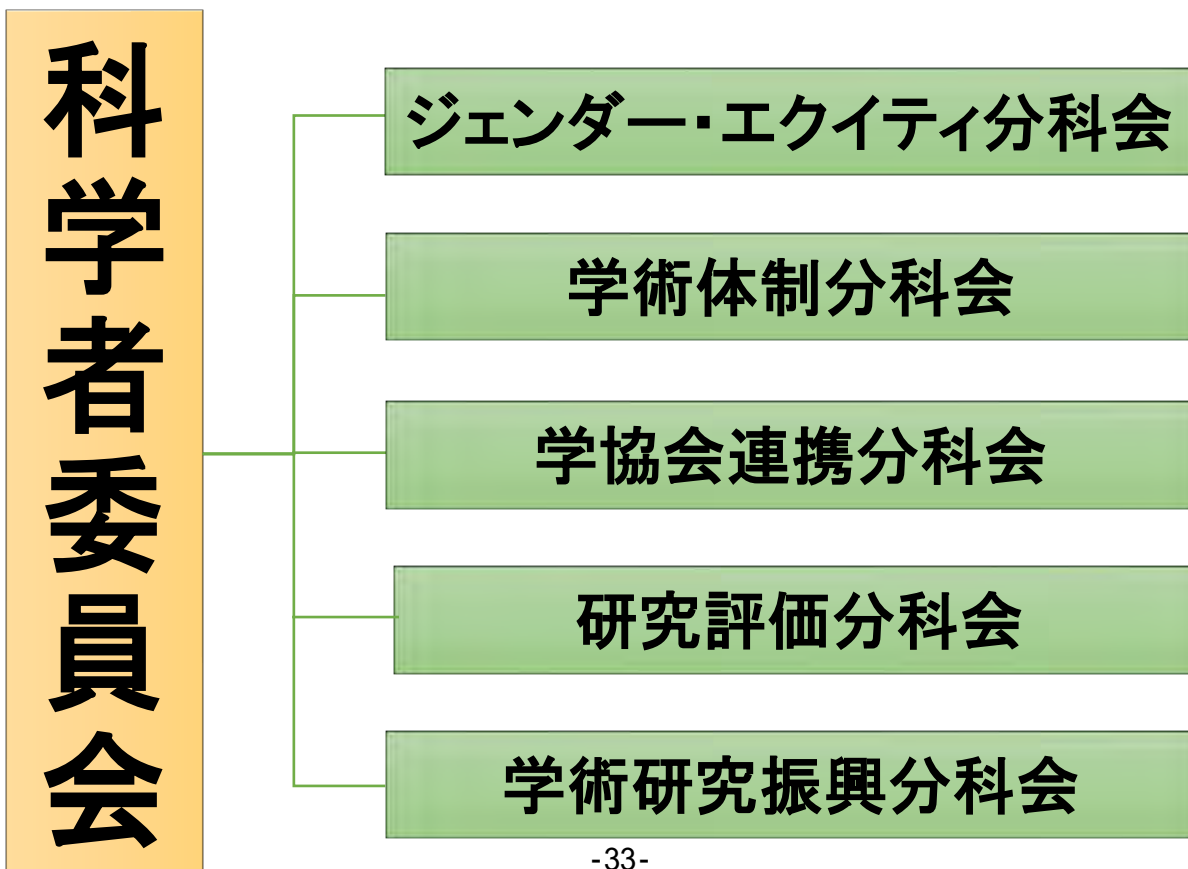 科学者委員会
ジェンダー・エクイティ分科会
学術体制分科会
学協会連携分科会
研究評価分科会
学術研究振興分科会
-33-